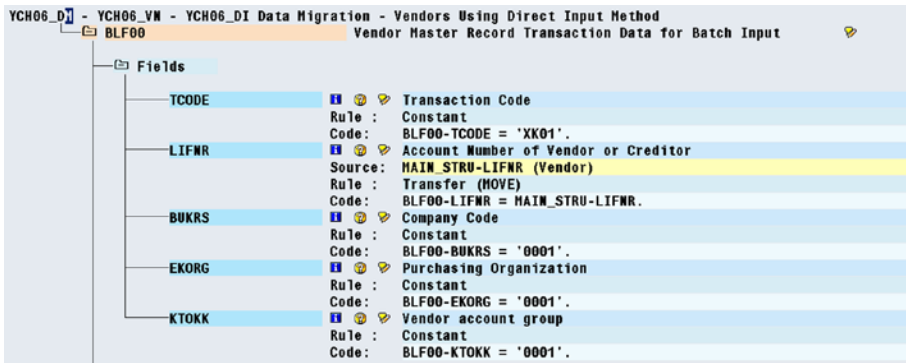 YCH06_DM - YCH06_VN - YCH06_DI Data Migration - Vendors Using Direct Input Method
BLF00 Vendor Master Record Transaction Data for Batch Input
Fields
TCODE Transaction Code
Rule : Constant
Code: BLF00-TCODE = 'XK01'.
LIFNR Account Number of Vendor or Creditor
Source: MAIN_STRU-LIFNR (Vendor)
Rule : Transfer (MOVE)
Code: BLF00-LIFNR = MAIN_STRU-LIFNR.
BUKRS Company Code
Rule : Constant
Code: BLF00-BUKRS = '0001'.
EKORG Purchasing Organization
Rule : Constant
Code: BLF00-EKORG = '0001'.
KTOKK Vendor account group
Rule : Constant
Code: BLF00-KTOKK = '0001'.